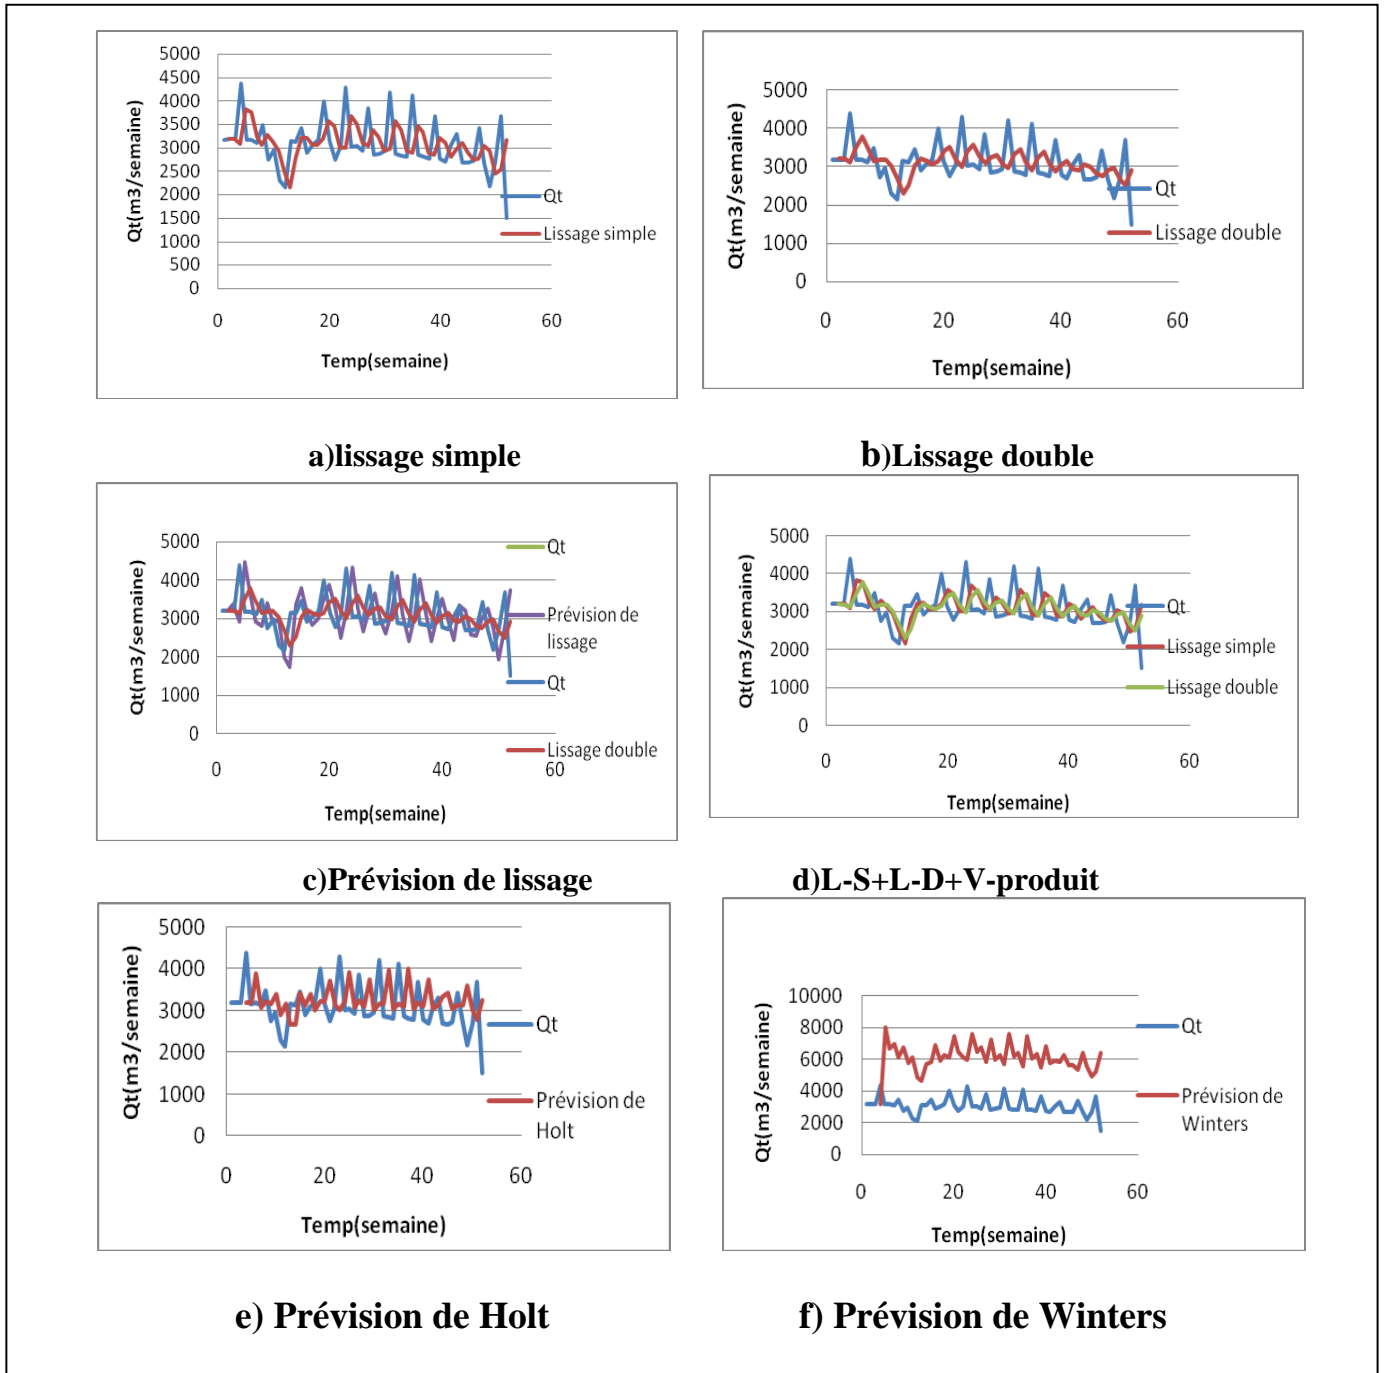 5000
4500
4000
3500
3000
2500
2000
1500
1000
500
0
Qt(m3/semaine)
0 20 40 60
Temp(semaine)
Qt
Lissage simple
5000
4000
3000
2000
1000
0
Qt(m3/semaine)
0 20 40 60
Temp(semaine)
Qt
Lissage double
a)lissage simple
b)Lissage double
5000
4000
3000
2000
1000
0
Qt(m3/semaine)
0 20 40 60
Temp(semaine)
Qt
Prévision de
lissage
Qt
Lissage double
5000
4000
3000
2000
1000
0
Qt(m3/semaine)
0 20 40 60
Temp(semaine)
Qt
Lissage simple
Lissage double
c)Prévision de lissage
d)L-S+L-D+V-produit
5000
4000
3000
2000
1000
0
Qt(m3/semaine)
0 20 40 60
Temp(semaine)
Qt
Prévision de
Holt
10000
8000
6000
4000
2000
0
Qt(m3/semaine)
0 20 40 60
Temp(semaine)
Qt
Prévision de
Winters
e) Prévision de Holt
f) Prévision de Winters